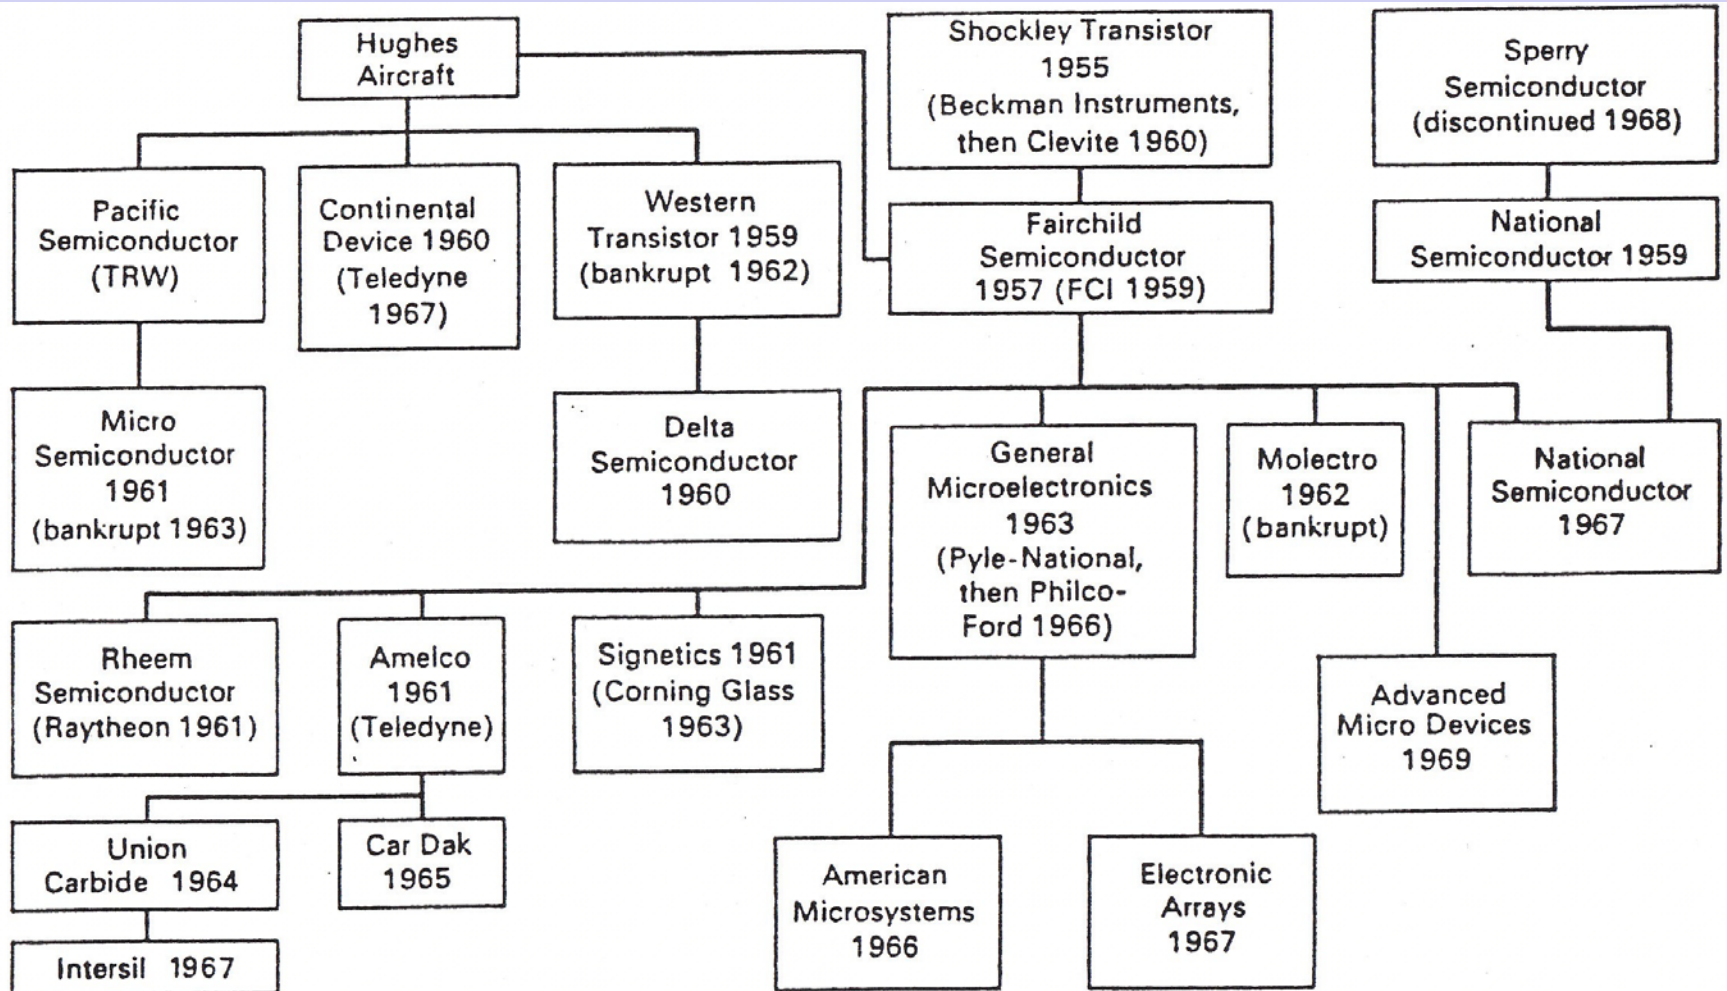 Hughes
Aircraft
Shockley Transistor
1955
(Beckman Instruments,
then Clevite 1960)
Sperry
Semiconductor
(discontinued 1968)
Pacific
Semiconductor
(TRW)
Continental
Device 1960
(Teledyne
1967)
Western
Transistor 1959
(bankrupt 1962)
Fairchild
Semiconductor
1957 (FCI 1959)
National
Semiconductor 1959
Micro
Semiconductor
1961
(bankrupt 1963)
Delta
Semiconductor
1960
General
Microelectronics
1963
(Pyle-National,
then Philco-
Ford 1966)
Molectro
1962
(bankrupt)
National
Semiconductor
1967
Rheem
Semiconductor
(Raytheon 1961)
Amelco
1961
(Teledyne)
Signetics 1961
(Corning Glass
1963)
Advanced
Micro Devices
1969
Union
Carbide 1964
Car Dak
1965
American
Microsystems
1966
Electronic
Arrays
1967
Intersil 1967